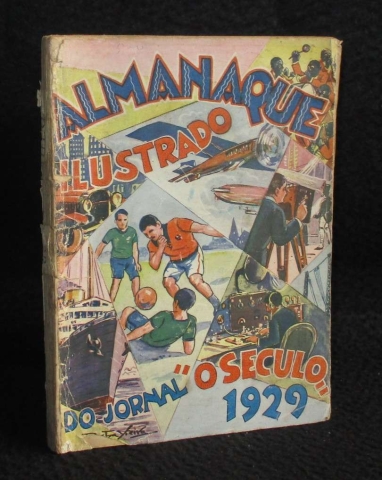 ALMANAQUE
ILUSTRADO
DO JORNAL
"O SECULO"
1929